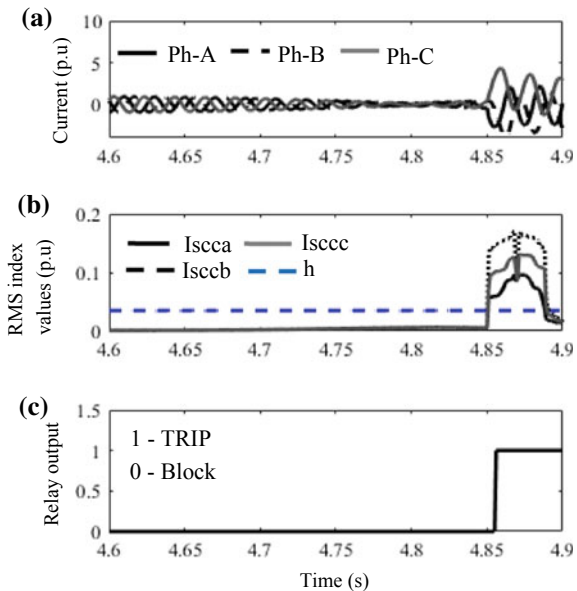 (a)
10
5
0
Current (p.u)
Ph-A Ph-B Ph-C
4.6 4.65 4.7 4.75 4.8 4.85 4.9
(b)
0.2
0.1
0
RMS index
values (p.u)
Iscca Isccc
Isccb h
4.6 4.65 4.7 4.75 4.8 4.85 4.9
(c)
1.5
1
0.5
0
Relay output
1 - TRIP
0 - Block
4.6 4.65 4.7 4.75 4.8 4.85 4.9
Time (s)